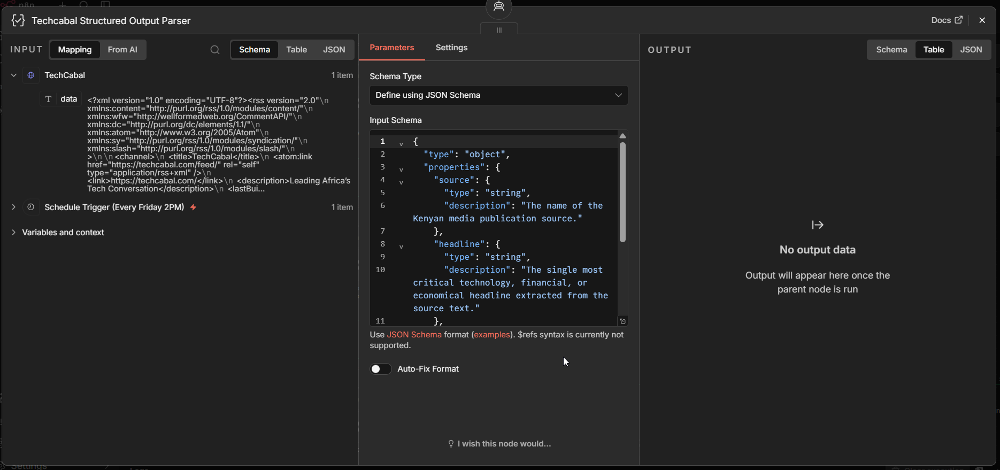 n8n
Techcabal Structured Output Parser
Docs
INPUT
Mapping
From AI
Schema
Table
JSON
TechCabal
1 item
T data
<?xml version="1.0" encoding="UTF-8"?><rss version="2.0"\n
xmlns:content="http://purl.org/rss/1.0/modules/content/"\n
xmlns:wfw="http://wellformedweb.org/CommentAPI/"\n
xmlns:dc="http://purl.org/dc/elements/1.1/"\n
xmlns:atom="http://www.w3.org/2005/Atom"\n
xmlns:sy="http://purl.org/rss/1.0/modules/syndication/"\n
xmlns:slash="http://purl.org/rss/1.0/modules/slash/"\n
>\n\n<channel>\n <title>TechCabal</title>\n <atom:link
href="https://techcabal.com/feed/" rel="self"
type="application/rss+xml" />\n
<link>https://techcabal.com/</link>\n <description>Leading Africa's
Tech Conversation</description>\n <lastBui...
Schedule Trigger (Every Friday 2PM)
1 item
Variables and context
Parameters
Settings
Schema Type
Define using JSON Schema
Input Schema
1 {
2 "type": "object",
3 "properties": {
4 "source": {
5 "type": "string",
6 "description": "The name of the
Kenyan media publication source."
7 },
8 "headline": {
9 "type": "string",
10 "description": "The single most
critical technology, financial, or
economical headline extracted from the
source text."
11 },
Use JSON Schema format (examples). $refs syntax is currently not
supported.
Auto-Fix Format
I wish this node would...
OUTPUT
Schema
Table
JSON
No output data
Output will appear here once the
parent node is run
Settings